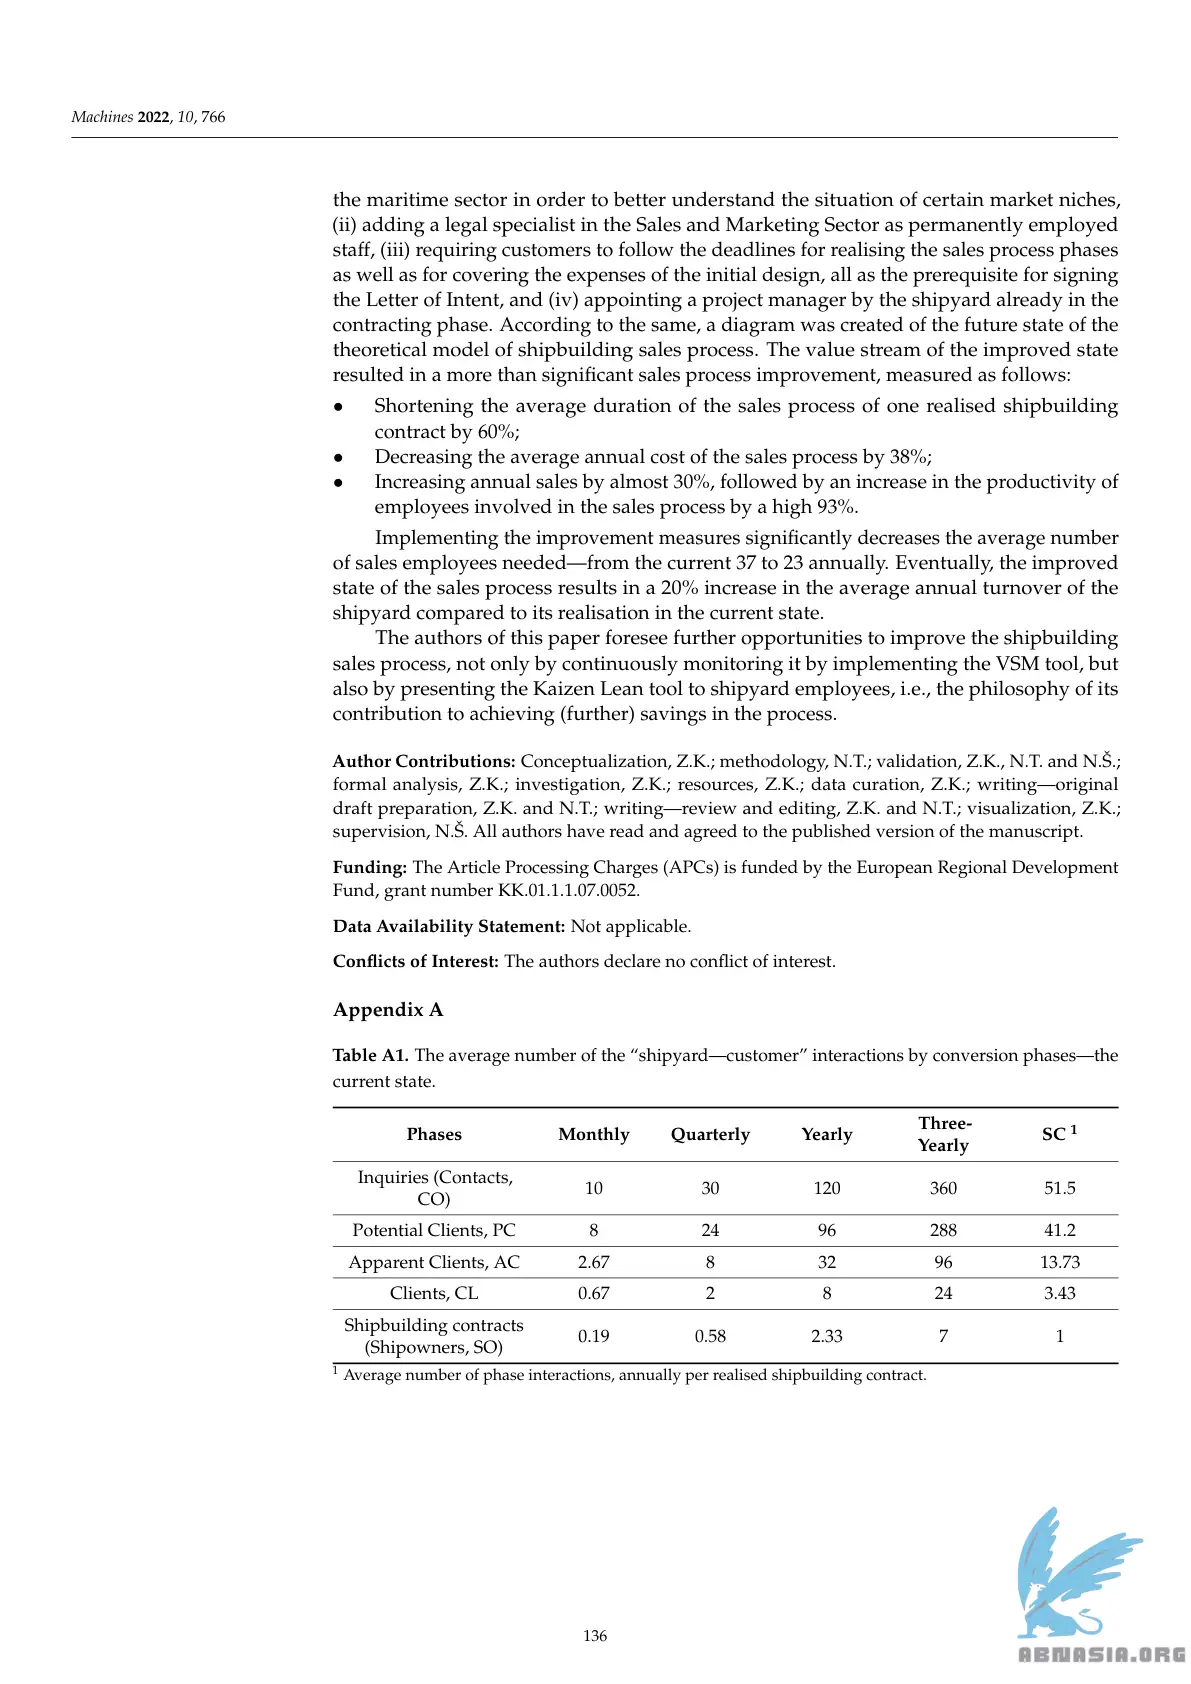 Machines 2022, 10, 766
the maritime sector in order to better understand the situation of certain market niches,
(ii) adding a legal specialist in the Sales and Marketing Sector as permanently employed
staff, (iii) requiring customers to follow the deadlines for realising the sales process phases
as well as for covering the expenses of the initial design, all as the prerequisite for signing
the Letter of Intent, and (iv) appointing a project manager by the shipyard already in the
contracting phase. According to the same, a diagram was created of the future state of the
theoretical model of shipbuilding sales process. The value stream of the improved state
resulted in a more than significant sales process improvement, measured as follows:
• Shortening the average duration of the sales process of one realised shipbuilding
contract by 60%;
• Decreasing the average annual cost of the sales process by 38%;
• Increasing annual sales by almost 30%, followed by an increase in the productivity of
employees involved in the sales process by a high 93%.
Implementing the improvement measures significantly decreases the average number
of sales employees needed—from the current 37 to 23 annually. Eventually, the improved
state of the sales process results in a 20% increase in the average annual turnover of the
shipyard compared to its realisation in the current state.
The authors of this paper foresee further opportunities to improve the shipbuilding
sales process, not only by continuously monitoring it by implementing the VSM tool, but
also by presenting the Kaizen Lean tool to shipyard employees, i.e., the philosophy of its
contribution to achieving (further) savings in the process.
Author Contributions: Conceptualization, Z.K.; methodology, N.T.; validation, Z.K., N.T. and N.Š.;
formal analysis, Z.K.; investigation, Z.K.; resources, Z.K.; data curation, Z.K.; writing—original
draft preparation, Z.K. and N.T.; writing—review and editing, Z.K. and N.T.; visualization, Z.K.;
supervision, N.Š. All authors have read and agreed to the published version of the manuscript.
Funding: The Article Processing Charges (APCs) is funded by the European Regional Development
Fund, grant number KK.01.1.1.07.0052.
Data Availability Statement: Not applicable.
Conflicts of Interest: The authors declare no conflict of interest.
Appendix A
Table A1. The average number of the “shipyard—customer” interactions by conversion phases—the
current state.
Phases Monthly Quarterly Yearly Three-Yearly SC 1
Inquiries (Contacts, CO) 10 30 120 360 51.5
Potential Clients, PC 8 24 96 288 41.2
Apparent Clients, AC 2.67 8 32 96 13.73
Clients, CL 0.67 2 8 24 3.43
Shipbuilding contracts (Shipowners, SO) 0.19 0.58 2.33 7 1
1 Average number of phase interactions, annually per realised shipbuilding contract.
136
ABNASIA.ORG